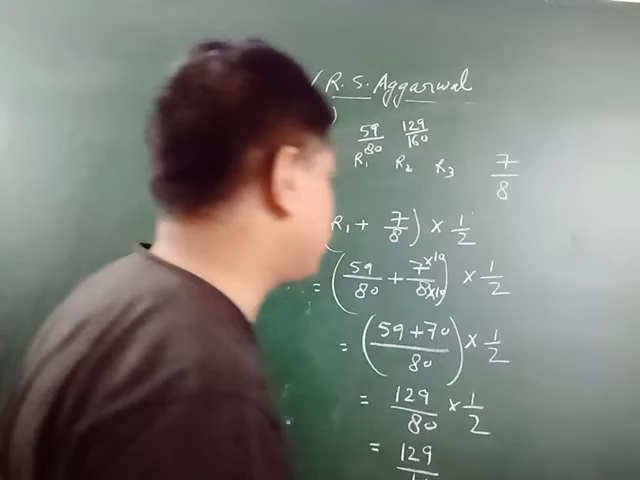 (R. S. Aggarwal
)
59/80 129/160
R₁ R₂ R₃ 7/8
R₁ + 7/8) × 1/2
= (59/80 + 7×10/8×10) × 1/2
= (59+70/80) × 1/2
= 129/80 × 1/2
= 129